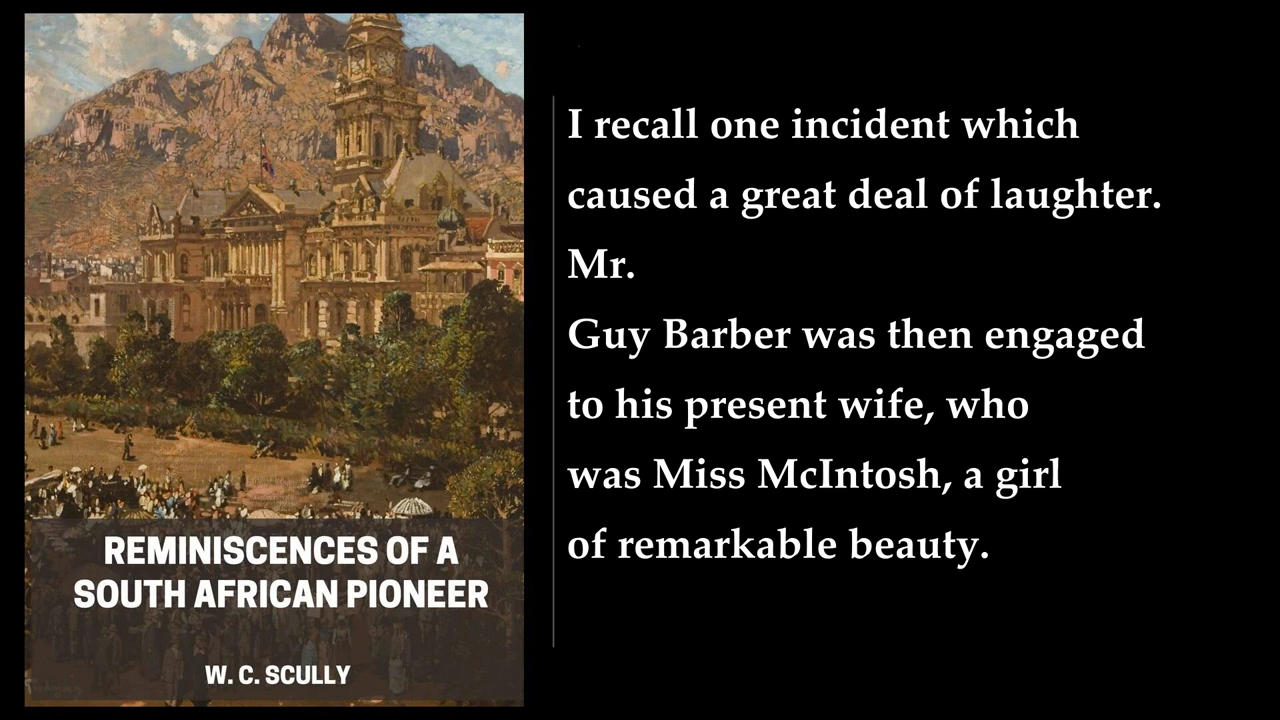 REMINISCENCES OF A
SOUTH AFRICAN PIONEER
W. C. SCULLY
I recall one incident which
caused a great deal of laughter.
Mr.
Guy Barber was then engaged
to his present wife, who
was Miss McIntosh, a girl
of remarkable beauty.